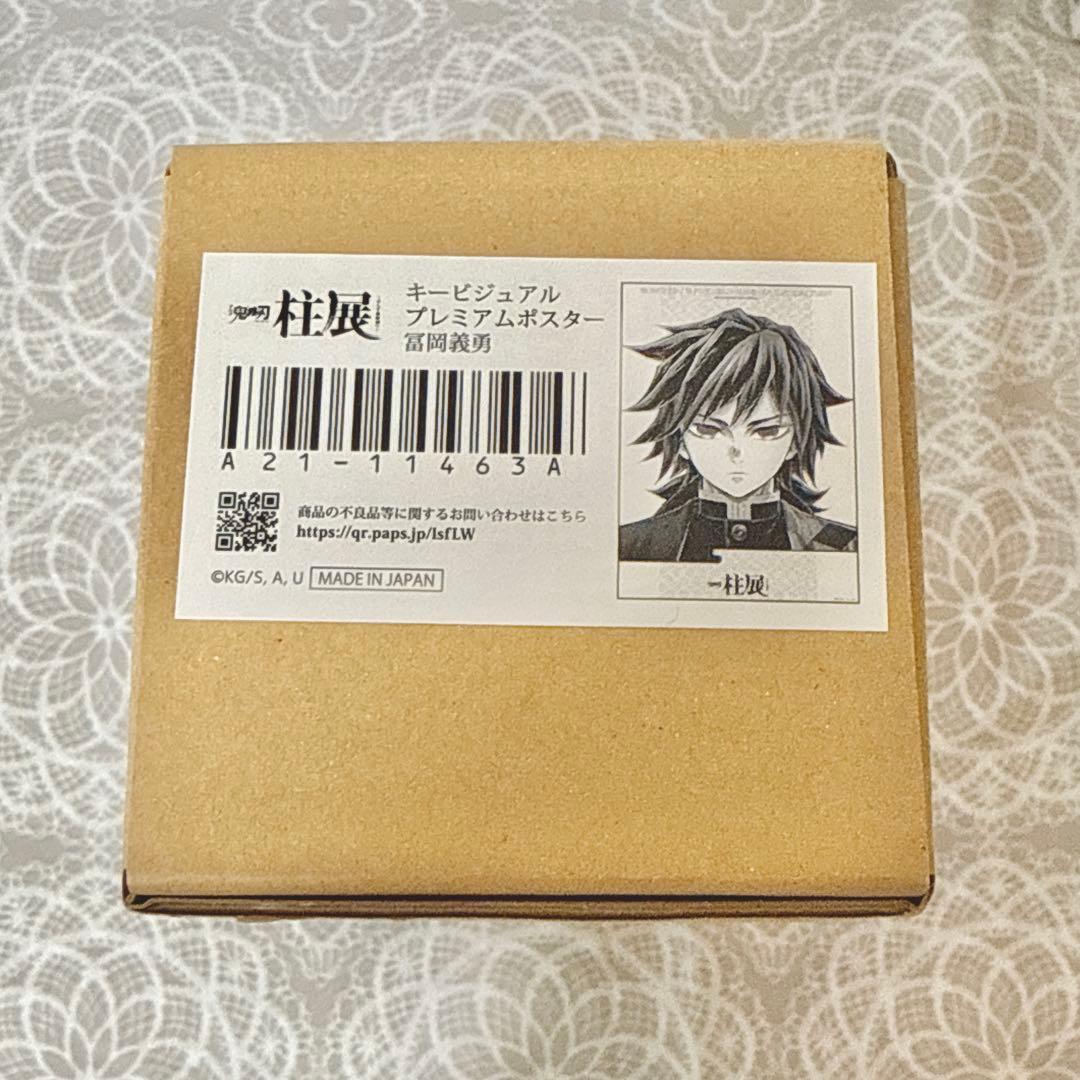 鬼滅の刃
柱展
キービジュアル
プレミアムポスター
冨岡義勇
A21-11463A
商品の不良品等に関するお問い合わせはこちら
https://qr.paps.jp/lsfLW
©KG/S, A, U MADE IN JAPAN
柱展